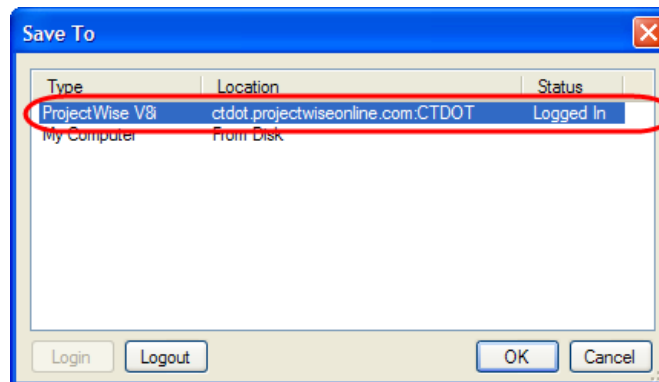 Save To
Type Location Status
ProjectWise V8i ctdot.projectwiseonline.com:CTDOT Logged In
My Computer From Disk
Login Logout OK Cancel